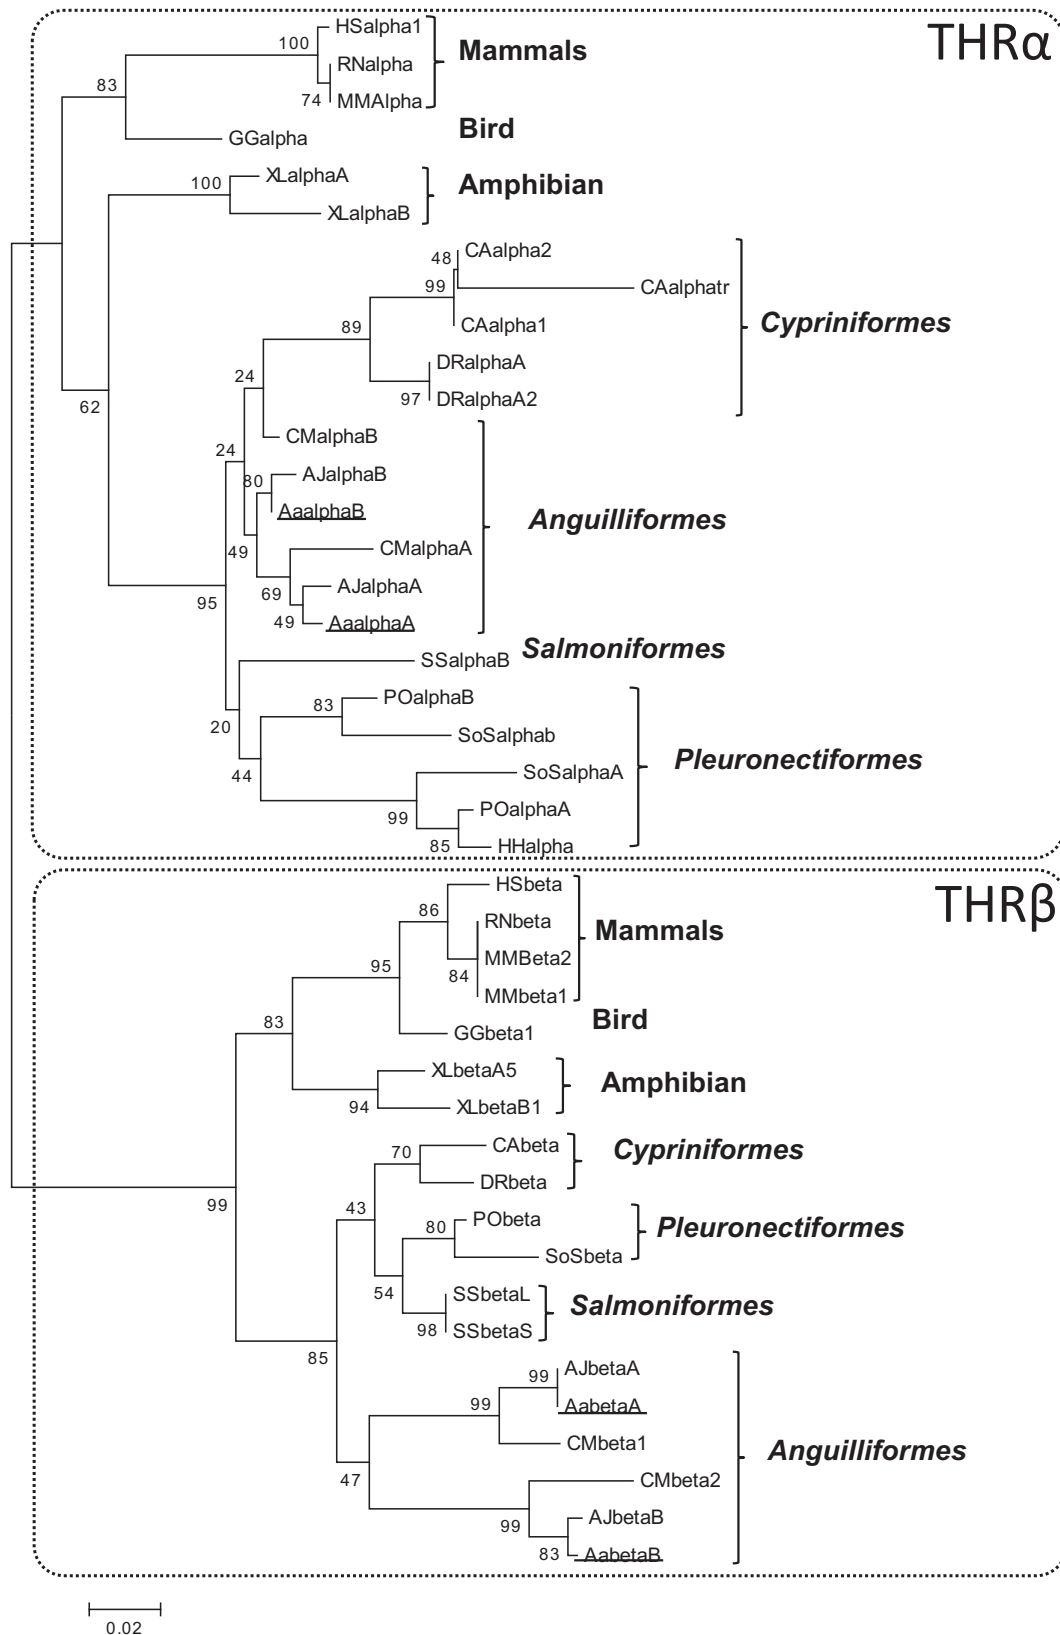 THRα
HSalpha1
100
Mammals
RNalpha
83
74
MMAlpha
Bird
GGalpha
XLalphaA
100
Amphibian
XLalphaB
CAalpha2
48
99
CAalphatr
CAalpha1
Cypriniformes
89
DRalphaA
24
97
DRalphaA2
62
CMalphaB
24
AJalphaB
80
AaalphaB
Anguilliformes
49
CMalphaA
AJalphaA
69
95
49
AaalphaA
Salmoniformes
SSalphaB
POalphaB
83
20
SoSalphab
Pleuronectiformes
SoSalphaA
44
POalphaA
99
85
HHalpha
THRβ
HSbeta
86
RNbeta
Mammals
MMBeta2
95
84
MMbeta1
Bird
83
GGbeta1
XLbetaA5
Amphibian
94
XLbetaB1
CAbeta
Cypriniformes
70
DRbeta
99
43
PObeta
80
Pleuronectiformes
SoSbeta
54
SSbetaL
Salmoniformes
98
SSbetaS
85
AJbetaA
99
99
AabetaA
CMbeta1
Anguilliformes
47
CMbeta2
AJbetaB
99
83
AabetaB
0.02